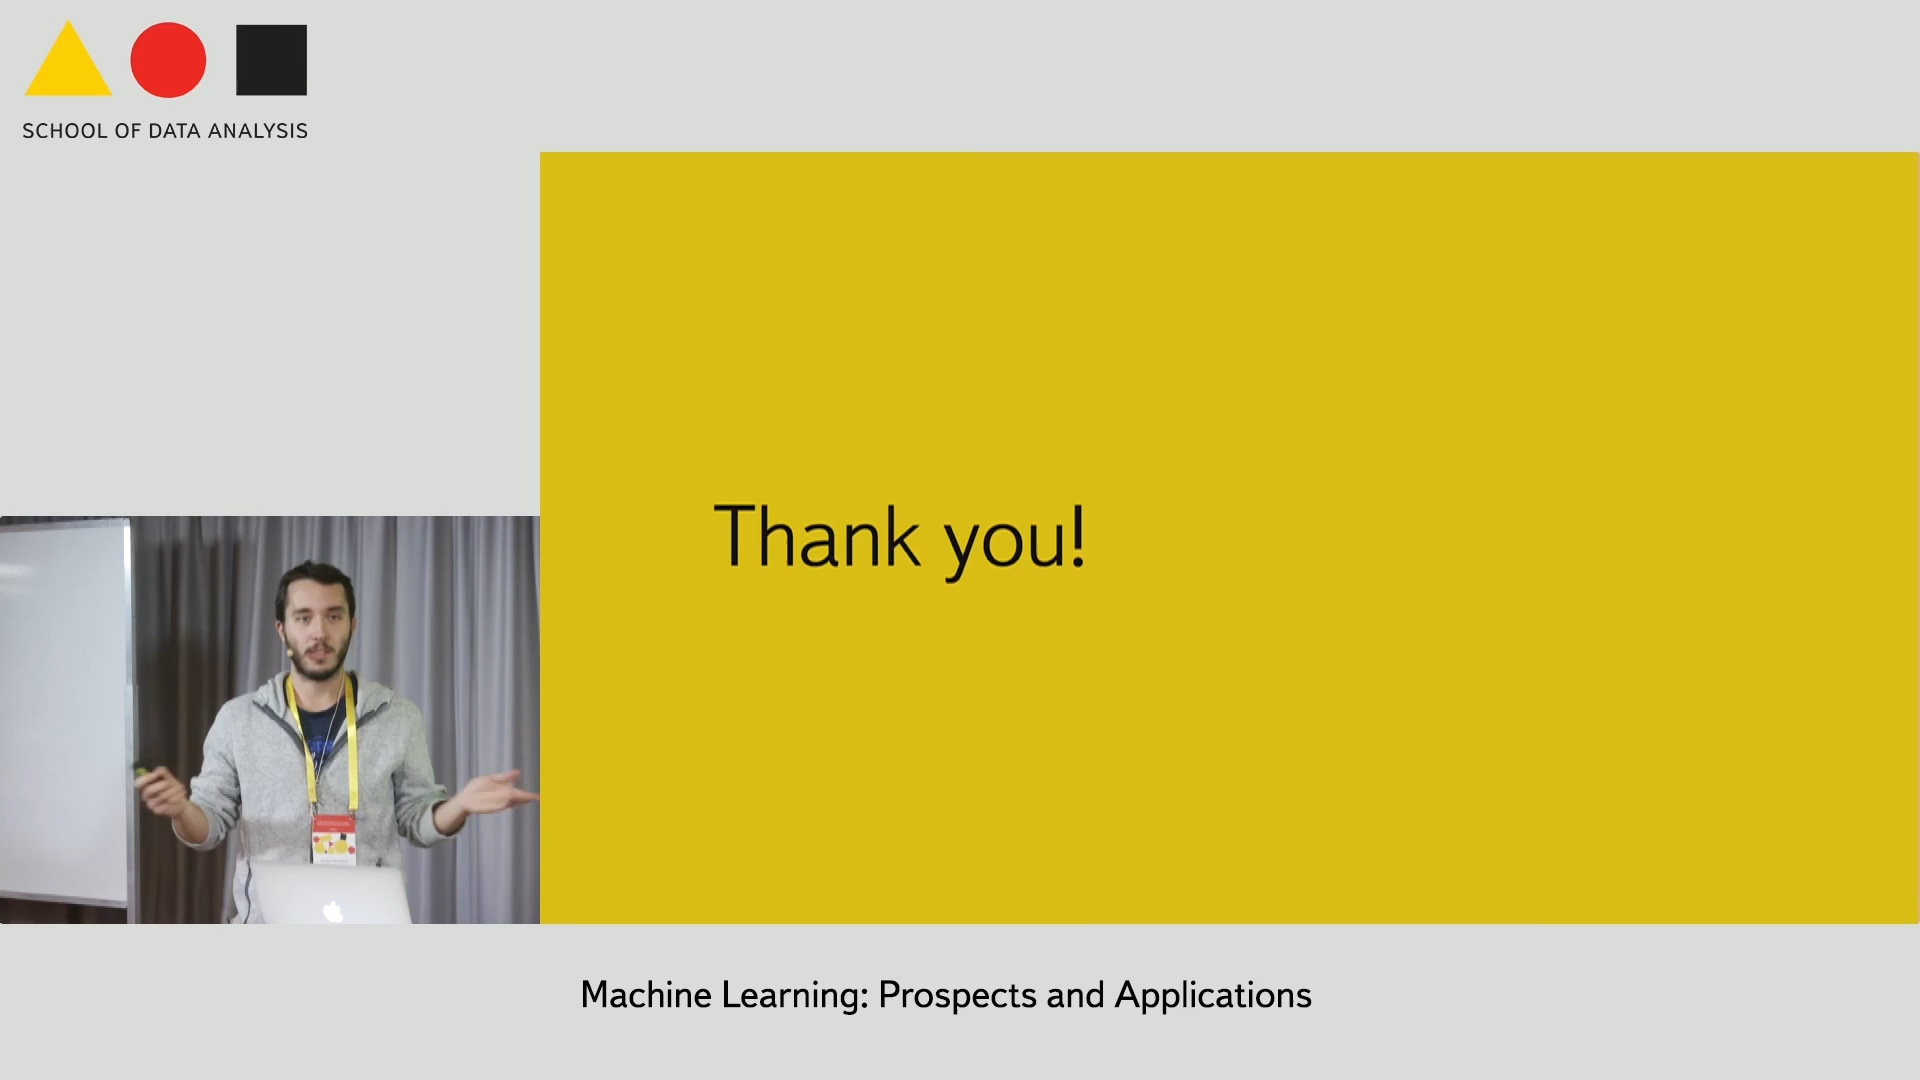 SCHOOL OF DATA ANALYSIS
Thank you!
Machine Learning: Prospects and Applications